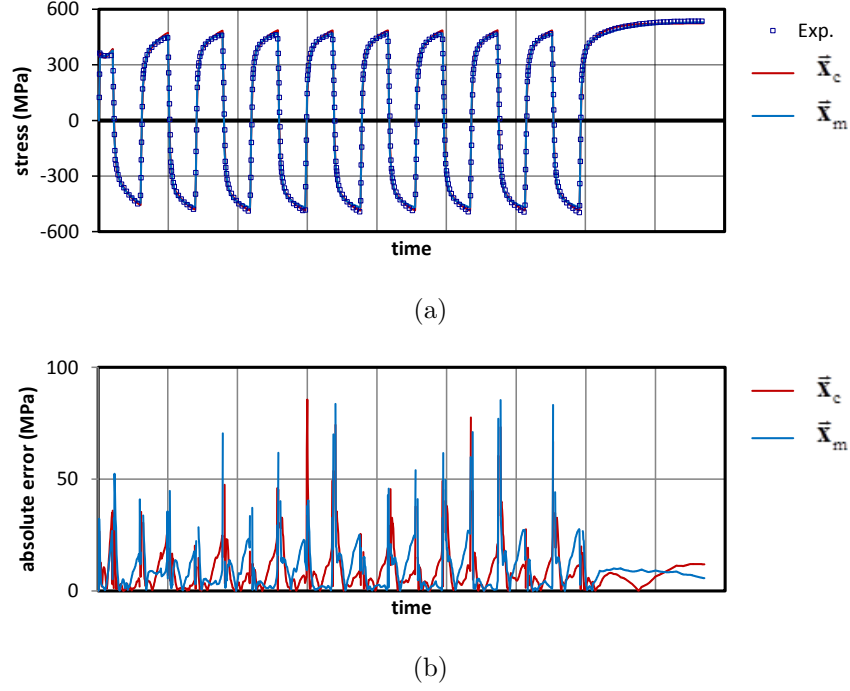 600
300
0
-300
-600
stress (MPa)
time
Exp.
x⃗c
x⃗m
(a)
100
50
0
absolute error (MPa)
time
x⃗c
x⃗m
(b)